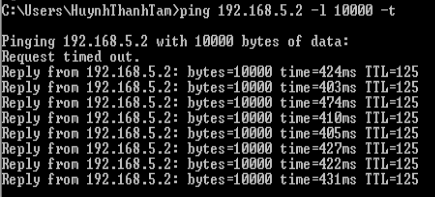 C:\Users\HuynhThanhTam>ping 192.168.5.2 -l 10000 -t
Pinging 192.168.5.2 with 10000 bytes of data:
Request timed out.
Reply from 192.168.5.2: bytes=10000 time=424ms TTL=125
Reply from 192.168.5.2: bytes=10000 time=403ms TTL=125
Reply from 192.168.5.2: bytes=10000 time=474ms TTL=125
Reply from 192.168.5.2: bytes=10000 time=410ms TTL=125
Reply from 192.168.5.2: bytes=10000 time=405ms TTL=125
Reply from 192.168.5.2: bytes=10000 time=427ms TTL=125
Reply from 192.168.5.2: bytes=10000 time=422ms TTL=125
Reply from 192.168.5.2: bytes=10000 time=431ms TTL=125